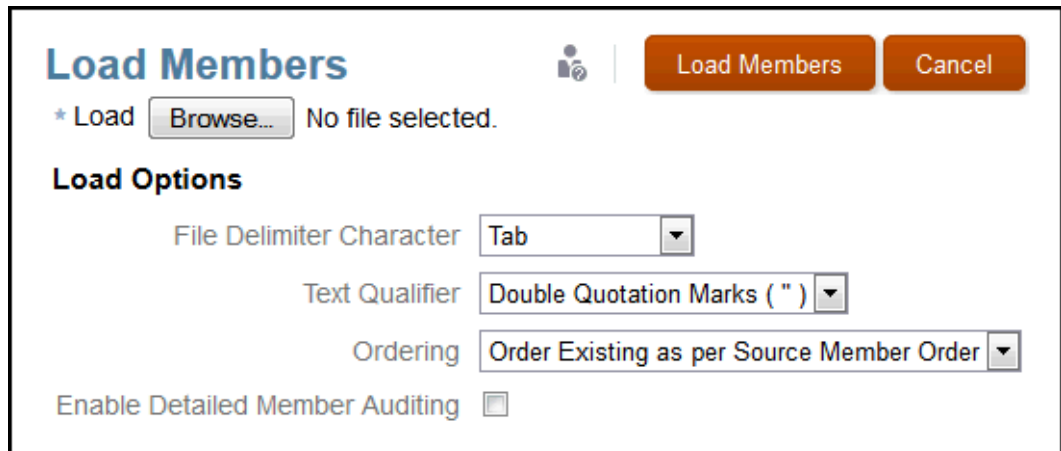 Load Members
Load Members
Cancel
* Load Browse... No file selected.
Load Options
File Delimiter Character Tab
Text Qualifier Double Quotation Marks ( " )
Ordering Order Existing as per Source Member Order
Enable Detailed Member Auditing